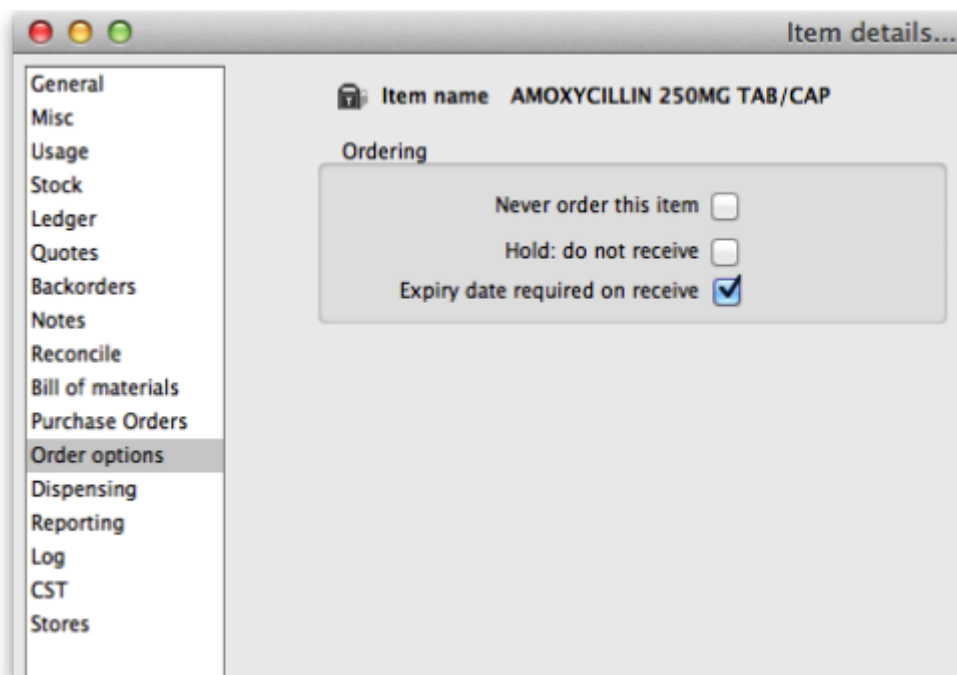 Item details...
General
Misc
Usage
Stock
Ledger
Quotes
Backorders
Notes
Reconcile
Bill of materials
Purchase Orders
Order options
Dispensing
Reporting
Log
CST
Stores
Item name AMOXYCILLIN 250MG TAB/CAP
Ordering
Never order this item
Hold: do not receive
Expiry date required on receive